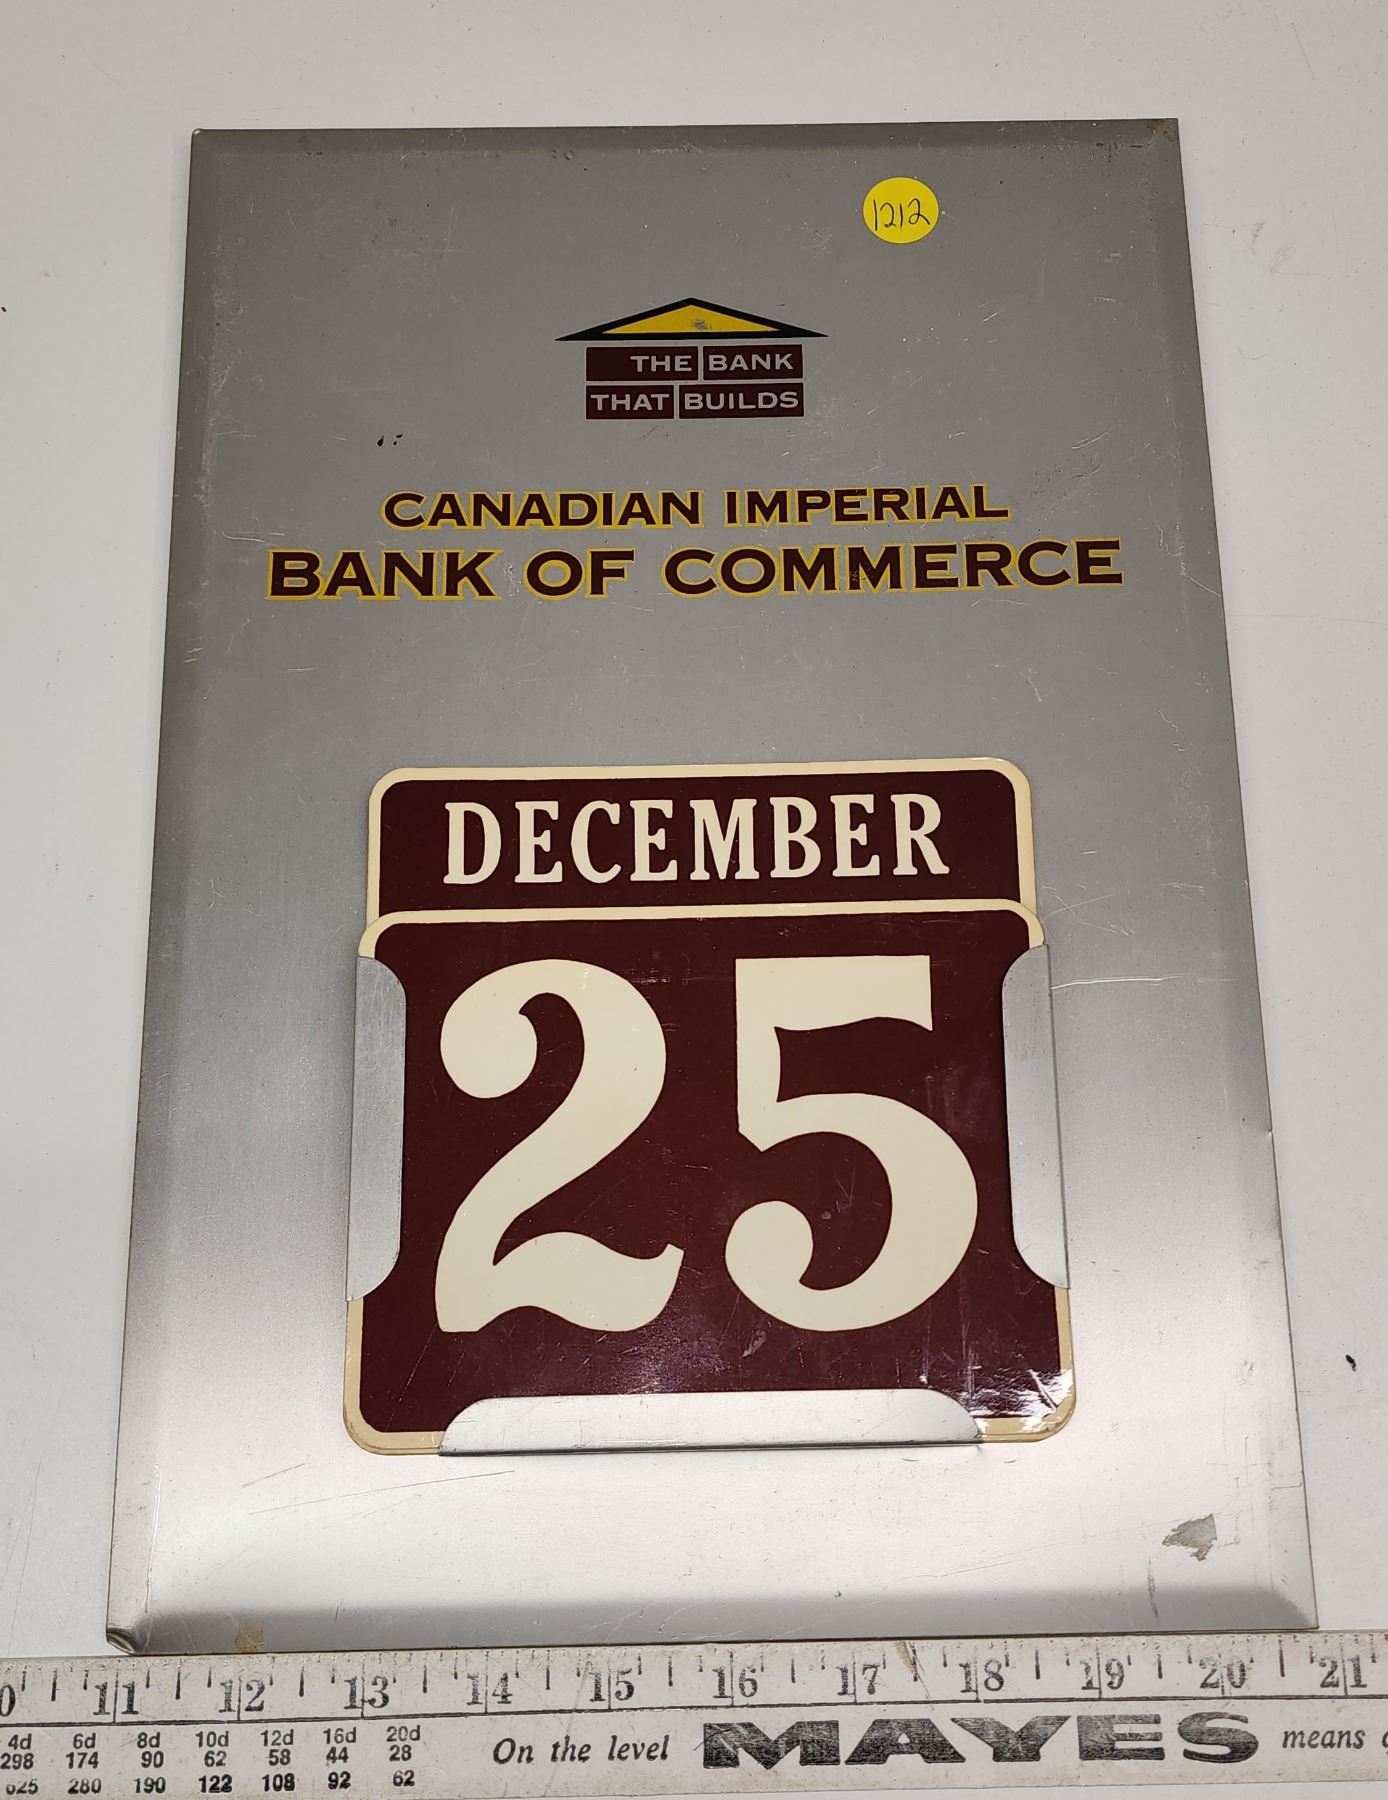 1212
THE BANK
THAT BUILDS
CANADIAN IMPERIAL
BANK OF COMMERCE
DECEMBER
25
0 11 12 13 14 15 16 17 18 19 20 21
4d 6d 8d 10d 12d 16d 20d
298 174 90 62 58 44 28
625 280 190 122 108 92 62
On the level MAYES means